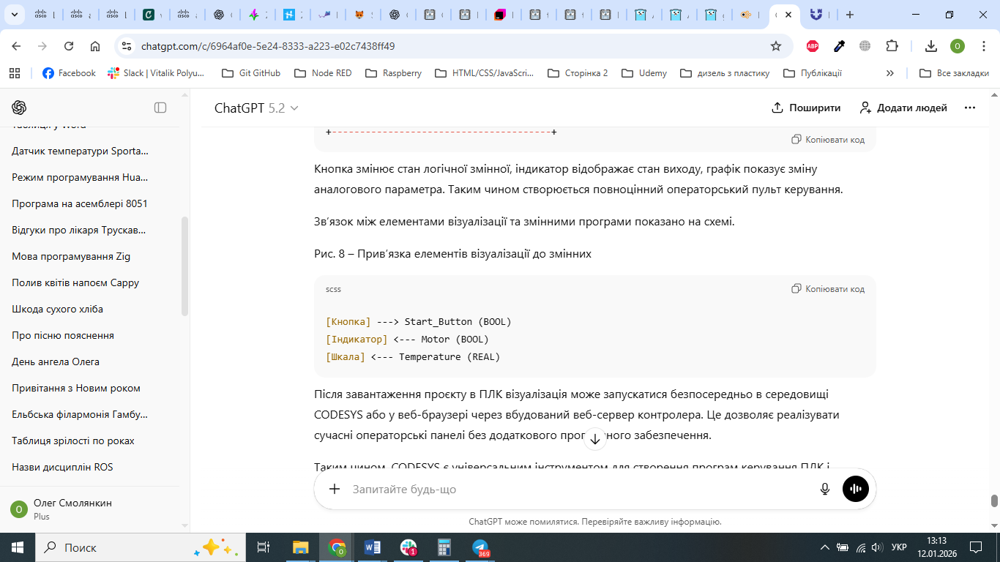 chatgpt.com/c/6964af0e-5e24-8333-a223-e02c7438ff49
ABP
O
Facebook
Slack | Vitalik Polyu...
Git GitHub
Node RED
Raspberry
HTML/CSS/JavaScri...
Сторінка 2
Udemy
дизель з пластику
Публікації
Все закладки
ChatGPT 5.2
Поширити
Додати людей
Таблиця у Word
Датчик температури Sporta...
Режим програмування Hua...
Програма на асемблері 8051
Відгуки про лікаря Трускав...
Мова програмування Zig
Полив квітів напоєм Cappy
Шкода сухого хліба
Про пісню пояснення
День ангела Олега
Привітання з Новим роком
Ельбська філармонія Гамбу...
Таблиця зрілості по роках
Назви дисциплін ROS
О
Олег Смолянкин
Plus
+---------------------------------------+
Копіювати код
Кнопка змінює стан логічної змінної, індикатор відображає стан виходу, графік показує зміну
аналогового параметра. Таким чином створюється повноцінний операторський пульт керування.
Зв’язок між елементами візуалізації та змінними програми показано на схемі.
Рис. 8 – Прив’язка елементів візуалізації до змінних
scss
Копіювати код
[Кнопка] ---> Start_Button (BOOL)
[Індикатор] <--- Motor (BOOL)
[Шкала] <--- Temperature (REAL)
Після завантаження проєкту в ПЛК візуалізація може запускатися безпосередньо в середовищі
CODESYS або у веб-браузері через вбудований веб-сервер контролера. Це дозволяє реалізувати
сучасні операторські панелі без додаткового програмного забезпечення.
Таким чином, CODESYS є універсальним інструментом для створення програм керування ПЛК і
Запитайте будь-що
ChatGPT може помилятися. Перевіряйте важливу інформацію.
Поиск
1
369
УКР
13:13
12.01.2026